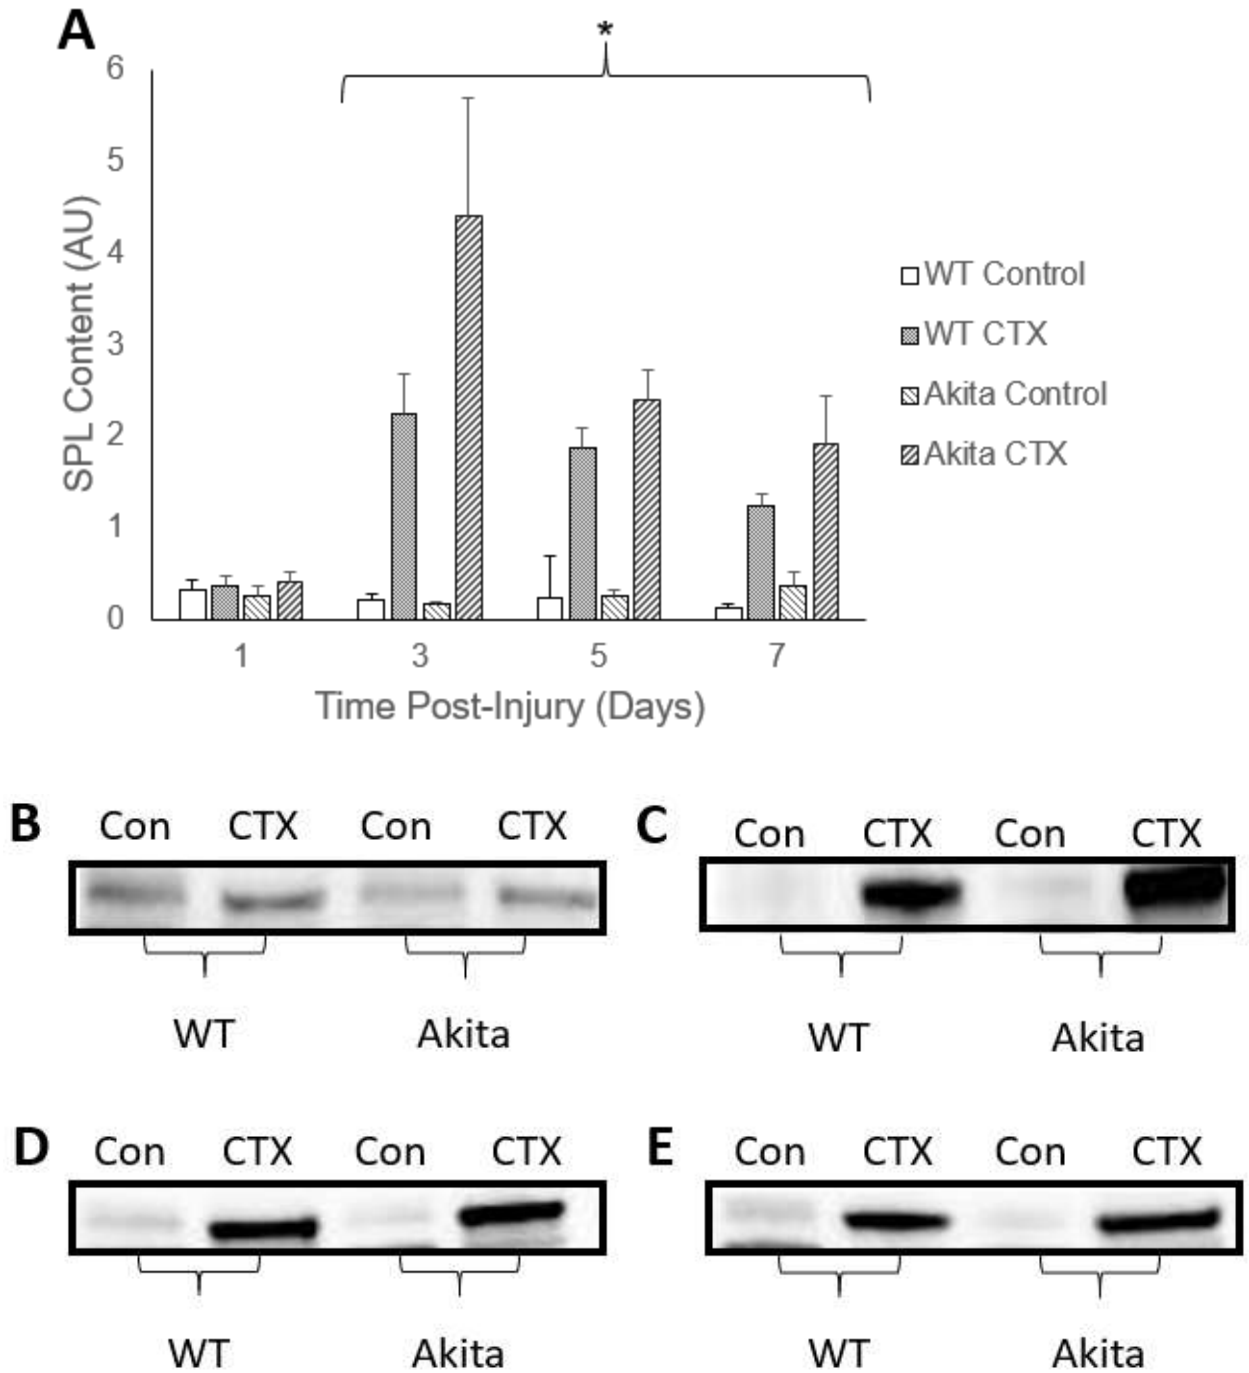 A
*
6
5
4
3
2
1
0
SPL Content (AU)
1 3 5 7
Time Post-Injury (Days)
WT Control
WT CTX
Akita Control
Akita CTX
B Con CTX Con CTX
WT Akita
C Con CTX Con CTX
WT Akita
D Con CTX Con CTX
WT Akita
E Con CTX Con CTX
WT Akita